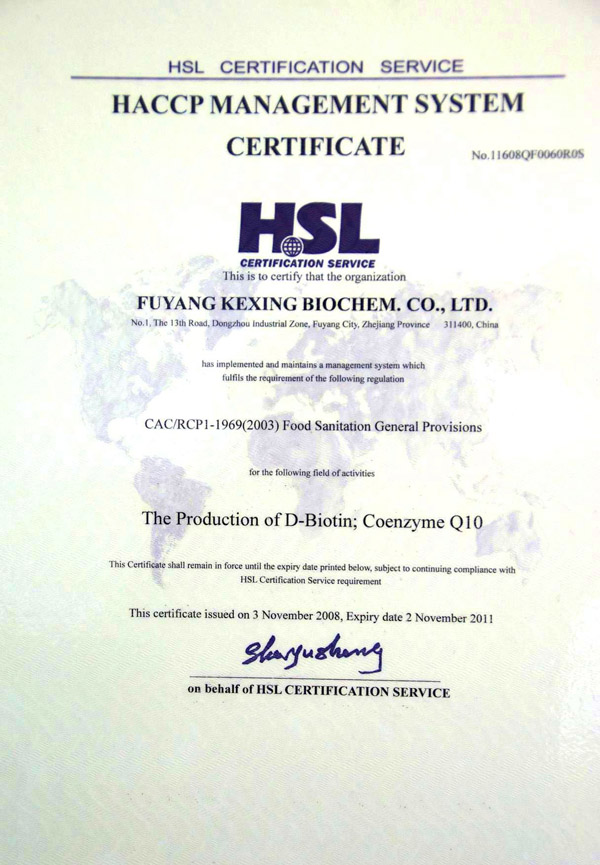 HSL CERTIFICATION SERVICE
HACCP MANAGEMENT SYSTEM
CERTIFICATE
No.11608QF0060R0S
HSL
CERTIFICATION SERVICE
This is to certify that the organization
FUYANG KEXING BIOCHEM. CO., LTD.
No.1, The 13th Road, Dongzhou Industrial Zone, Fuyang City, Zhejiang Province 311400, China
has implemented and maintains a management system which
fulfils the requirement of the following regulation
CAC/RCP1-1969(2003) Food Sanitation General Provisions
for the following field of activities
The Production of D-Biotin; Coenzyme Q10
This Certificate shall remain in force until the expiry date printed below, subject to continuing compliance with
HSL Certification Service requirement
This certificate issued on 3 November 2008, Expiry date 2 November 2011
on behalf of HSL CERTIFICATION SERVICE